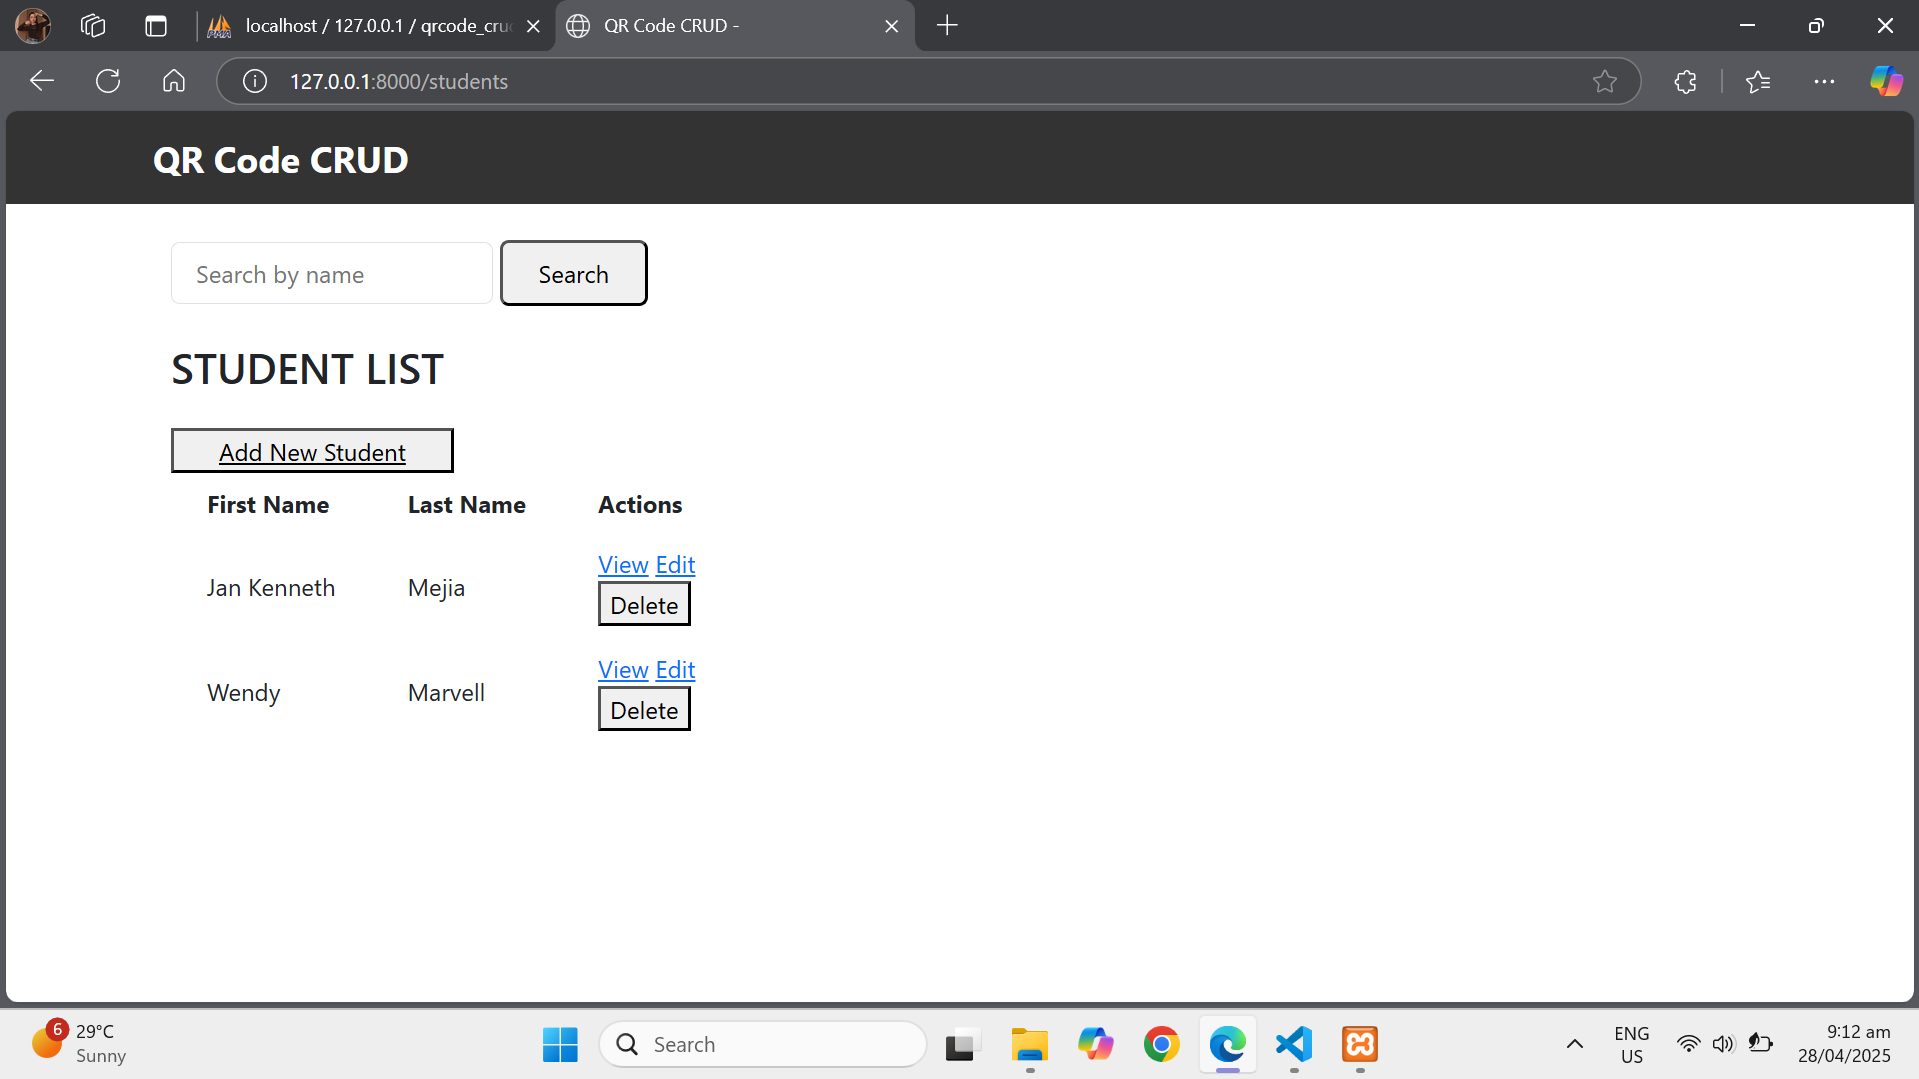 localhost / 127.0.0.1 / qrcode_cru
QR Code CRUD -
127.0.0.1:8000/students
QR Code CRUD
Search by name
Search
STUDENT LIST
Add New Student
First Name Last Name Actions
View Edit
Jan Kenneth Mejia
Delete
View Edit
Wendy Marvell
Delete
6
29°C
Sunny
Search
ENG
US
9:12 am
28/04/2025